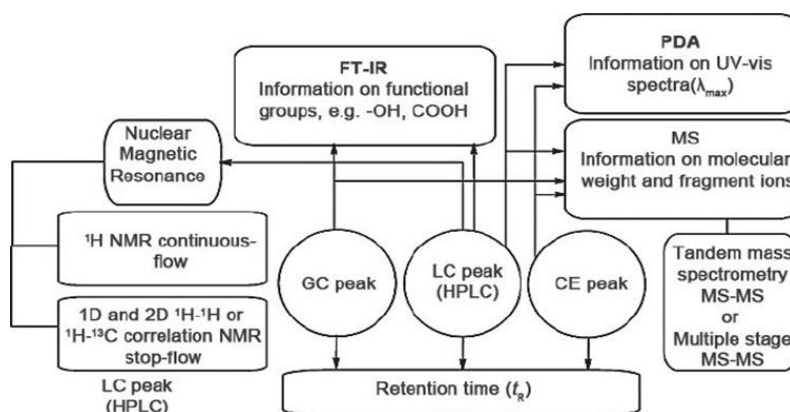 FT-IR
Information on functional
groups, e.g. -OH, COOH
PDA
Information on UV-vis
spectra(λmax)
Nuclear
Magnetic
Resonance
MS
Information on molecular
weight and fragment ions
¹H NMR continuous-
flow
GC peak
LC peak
(HPLC)
CE peak
Tandem mass
spectrometry
MS-MS
or
Multiple stage
MS-MS
1D and 2D ¹H-¹H or
¹H-¹³C correlation NMR
stop-flow
LC peak
(HPLC)
Retention time (tR)